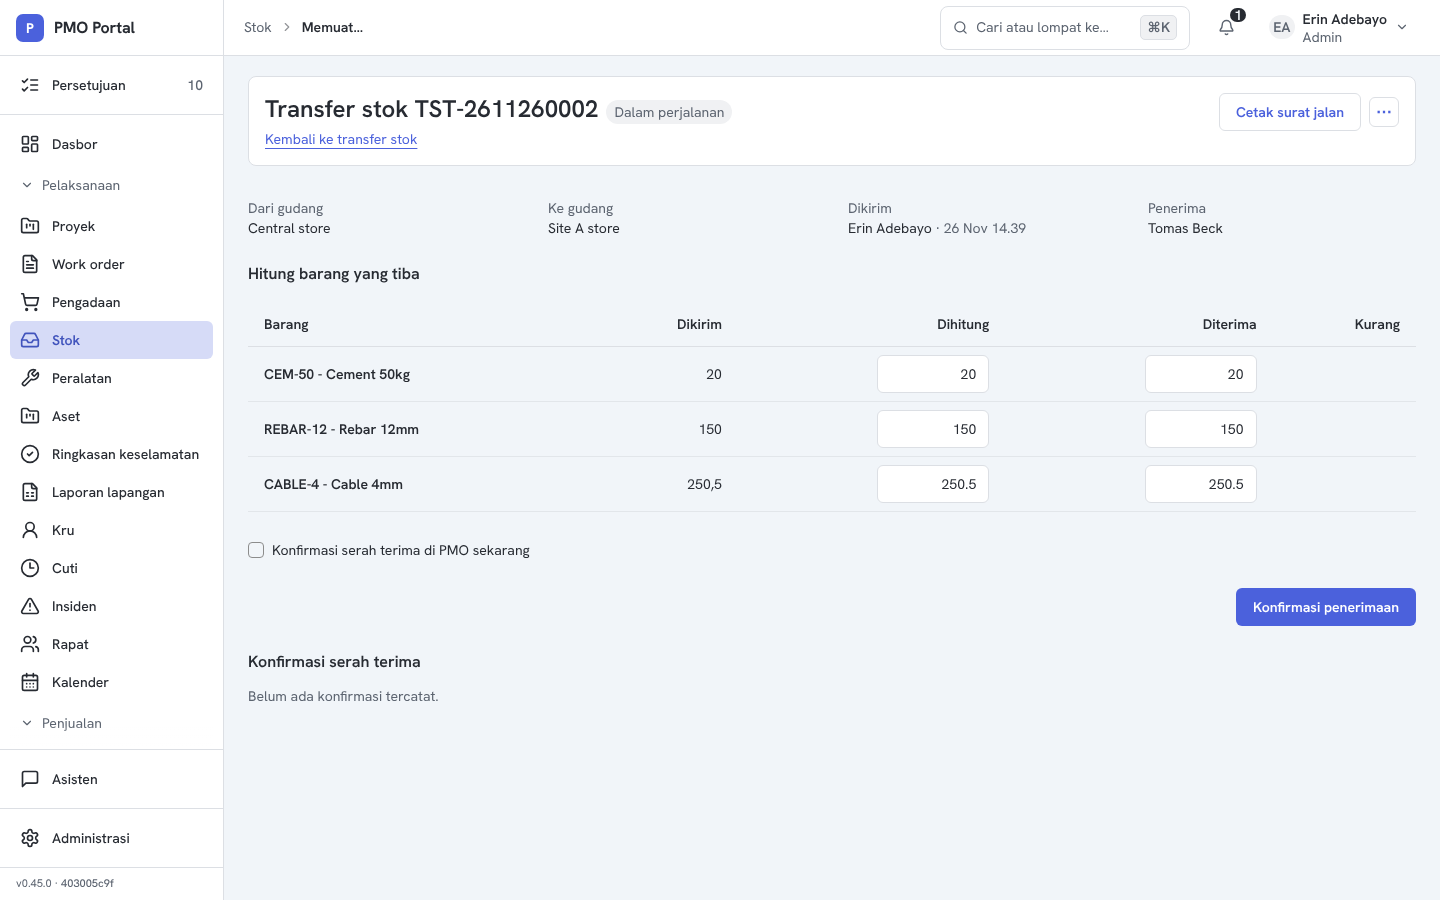 P PMO Portal
Stok > Memuat...
Cari atau lompat ke... ⌘K
1
EA Erin Adebayo
Admin
Persetujuan 10
Dasbor
Pelaksanaan
Proyek
Work order
Pengadaan
Stok
Peralatan
Aset
Ringkasan keselamatan
Laporan lapangan
Kru
Cuti
Insiden
Rapat
Kalender
Penjualan
Asisten
Administrasi
v0.45.0 · 403005c9f
Transfer stok TST-2611260002 Dalam perjalanan
Kembali ke transfer stok
Cetak surat jalan
Dari gudang Ke gudang Dikirim Penerima
Central store Site A store Erin Adebayo · 26 Nov 14.39 Tomas Beck
Hitung barang yang tiba
Barang Dikirim Dihitung Diterima Kurang
CEM-50 - Cement 50kg 20 20 20
REBAR-12 - Rebar 12mm 150 150 150
CABLE-4 - Cable 4mm 250,5 250.5 250.5
Konfirmasi serah terima di PMO sekarang
Konfirmasi penerimaan
Konfirmasi serah terima
Belum ada konfirmasi tercatat.